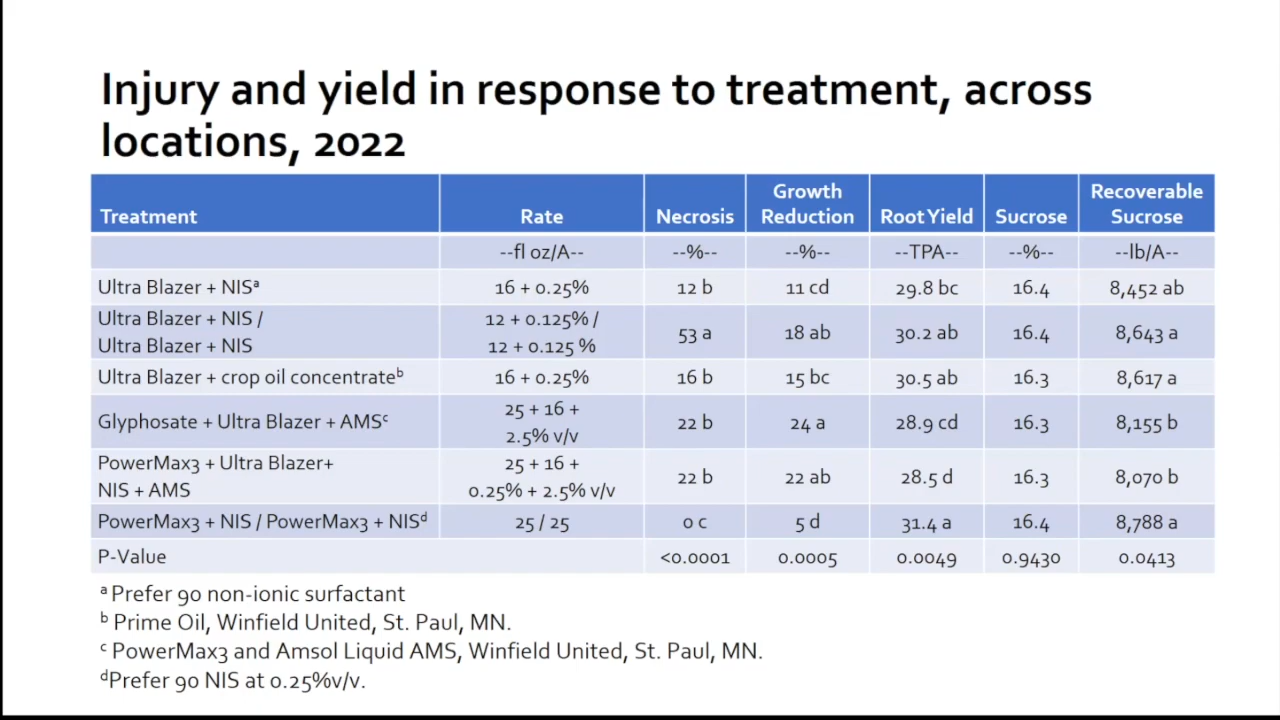 Injury and yield in response to treatment, across
locations, 2022
Treatment Rate Necrosis Growth Reduction Root Yield Sucrose Recoverable Sucrose
--fl oz/A-- --%-- --%-- --TPA-- --%-- --lb/A--
Ultra Blazer + NISᵃ 16 + 0.25% 12 b 11 cd 29.8 bc 16.4 8,452 ab
Ultra Blazer + NIS / 12 + 0.125% /
Ultra Blazer + NIS 12 + 0.125 % 53 a 18 ab 30.2 ab 16.4 8,643 a
Ultra Blazer + crop oil concentrateᵇ 16 + 0.25% 16 b 15 bc 30.5 ab 16.3 8,617 a
Glyphosate + Ultra Blazer + AMSᶜ 25 + 16 +
2.5% v/v 22 b 24 a 28.9 cd 16.3 8,155 b
PowerMax3 + Ultra Blazer+ 25 + 16 +
NIS + AMS 0.25% + 2.5% v/v 22 b 22 ab 28.5 d 16.3 8,070 b
PowerMax3 + NIS / PowerMax3 + NISᵈ 25 / 25 0 c 5 d 31.4 a 16.4 8,788 a
P-Value <0.0001 0.0005 0.0049 0.9430 0.0413
ᵃ Prefer 90 non-ionic surfactant
ᵇ Prime Oil, Winfield United, St. Paul, MN.
ᶜ PowerMax3 and Amsol Liquid AMS, Winfield United, St. Paul, MN.
ᵈPrefer 90 NIS at 0.25%v/v.